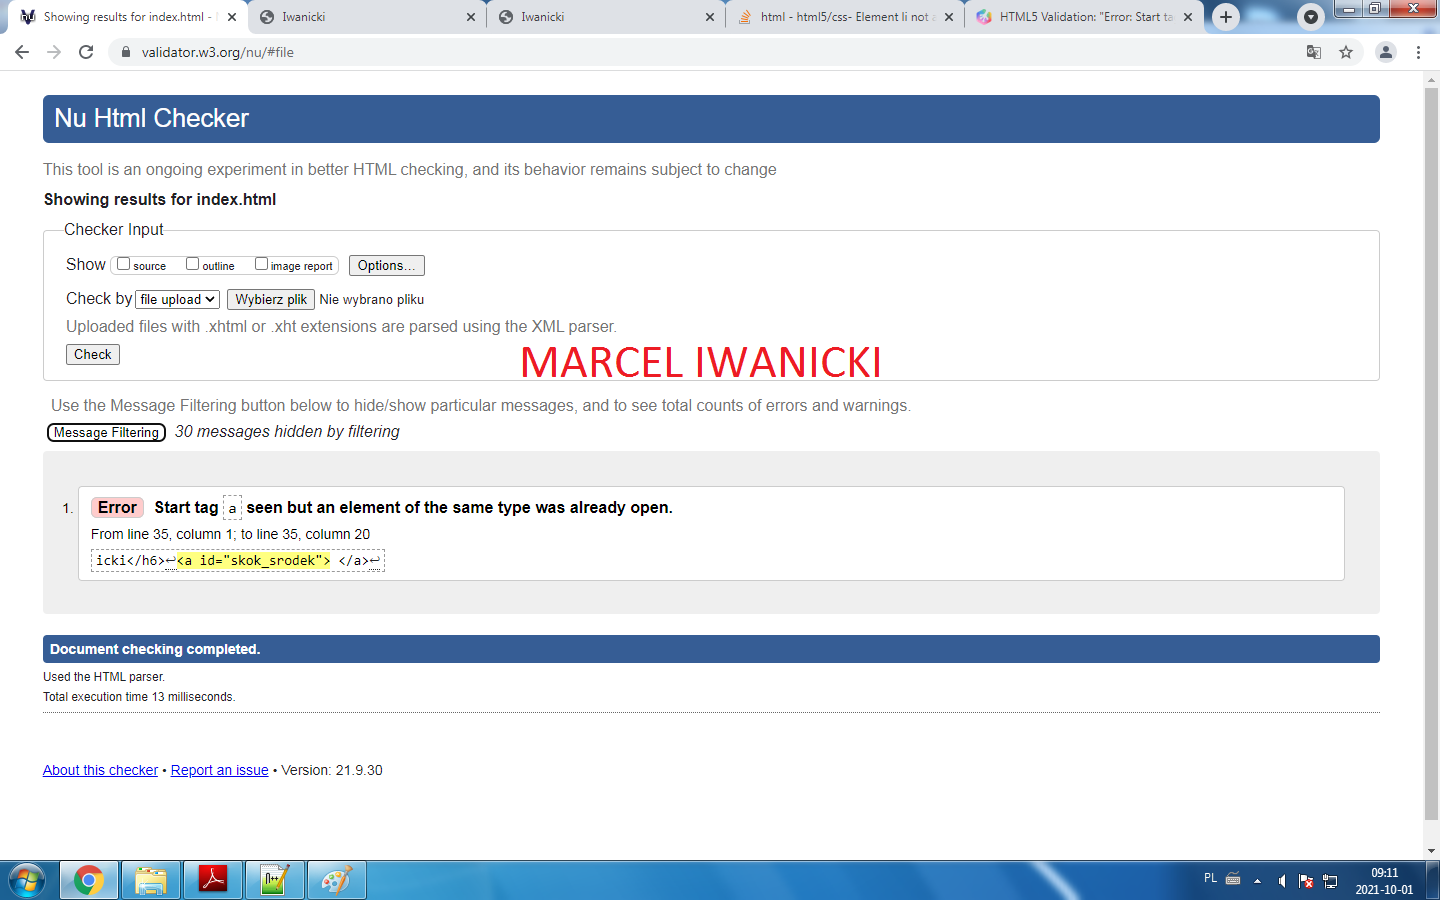 Showing results for index.html - N
Iwanicki
Iwanicki
html - html5/css- Element li not a
HTML5 Validation: "Error: Start ta
validator.w3.org/nu/#file
Nu Html Checker
This tool is an ongoing experiment in better HTML checking, and its behavior remains subject to change
Showing results for index.html
Checker Input
Show source outline image report Options...
Check by file upload Wybierz plik Nie wybrano pliku
Uploaded files with .xhtml or .xht extensions are parsed using the XML parser.
Check
MARCEL IWANICKI
Use the Message Filtering button below to hide/show particular messages, and to see total counts of errors and warnings.
Message Filtering 30 messages hidden by filtering
1. Error Start tag a seen but an element of the same type was already open.
From line 35, column 1; to line 35, column 20
icki</h6>↩<a id="skok_srodek"> </a>↩
Document checking completed.
Used the HTML parser.
Total execution time 13 milliseconds.
About this checker • Report an issue • Version: 21.9.30
PL
09:11
2021-10-01